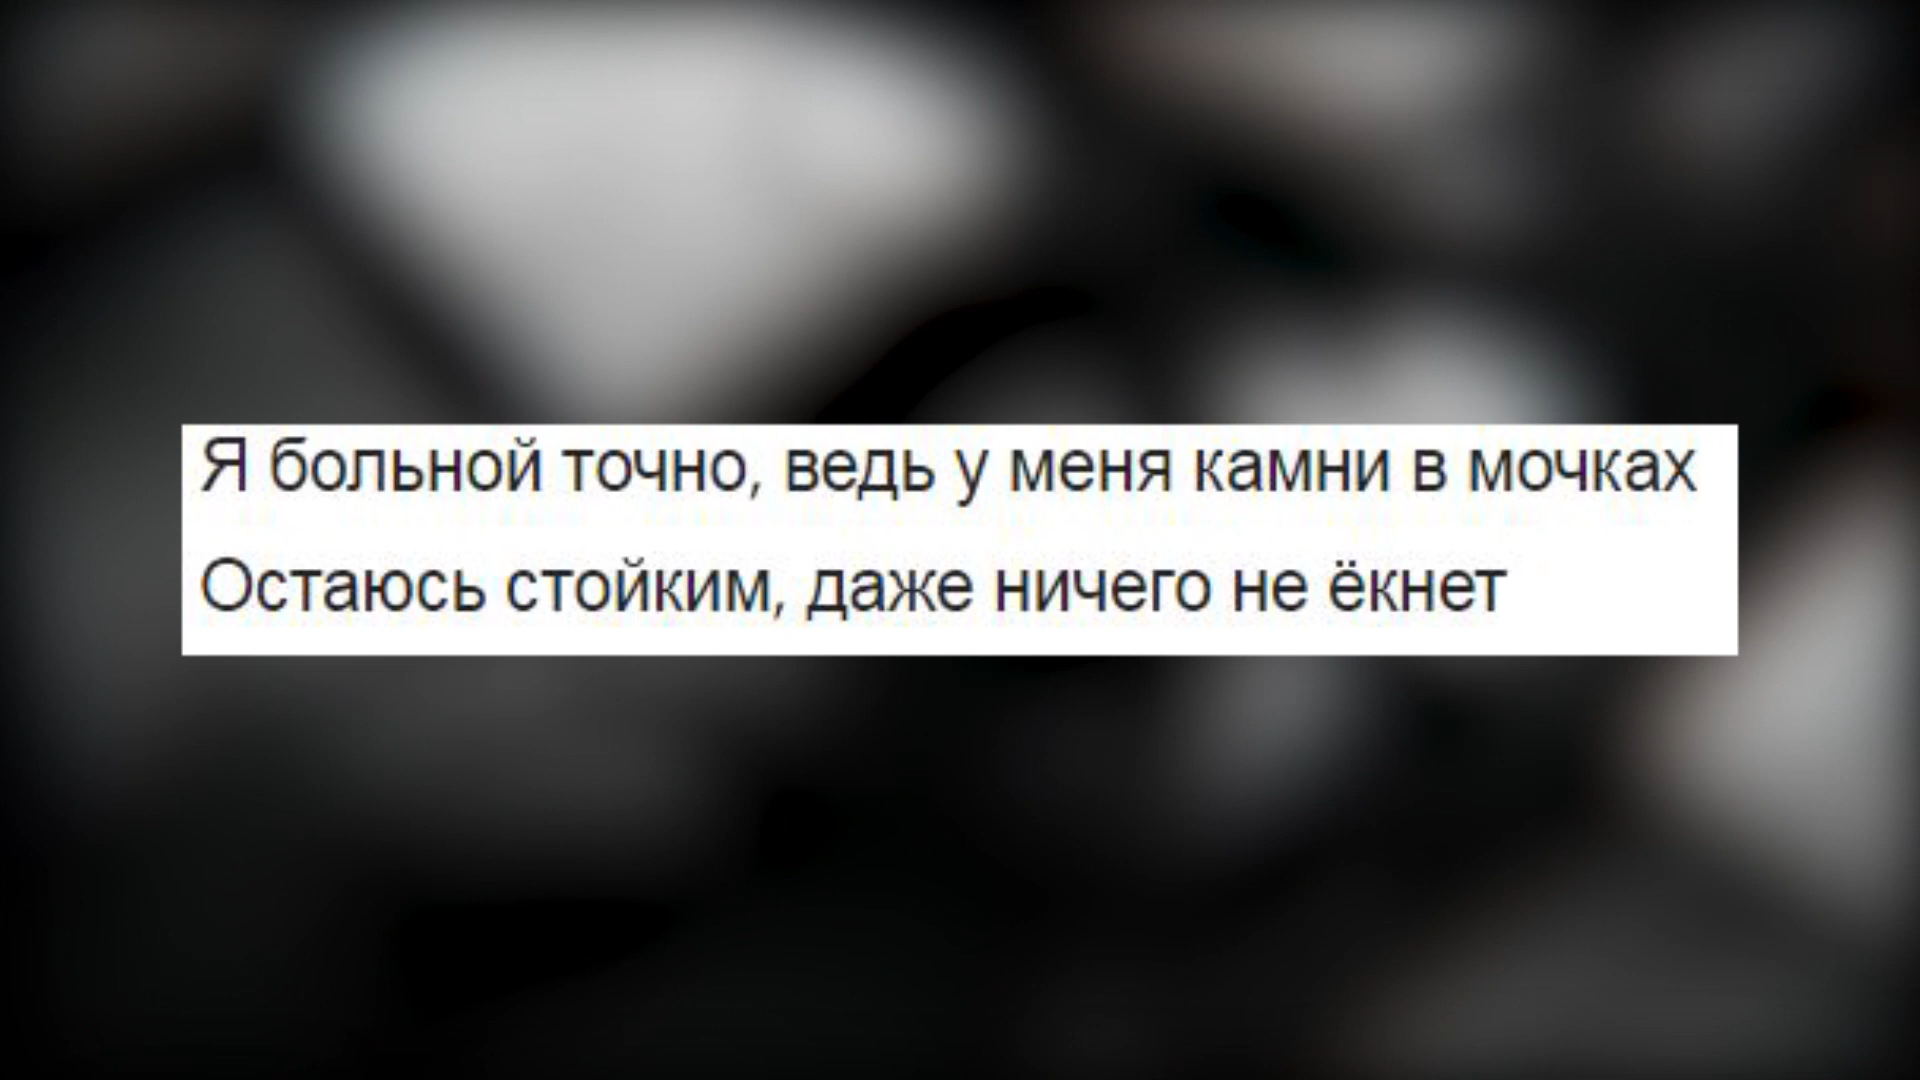 Я больной точно, ведь у меня камни в мочках
Остаюсь стойким, даже ничего не ёкнет